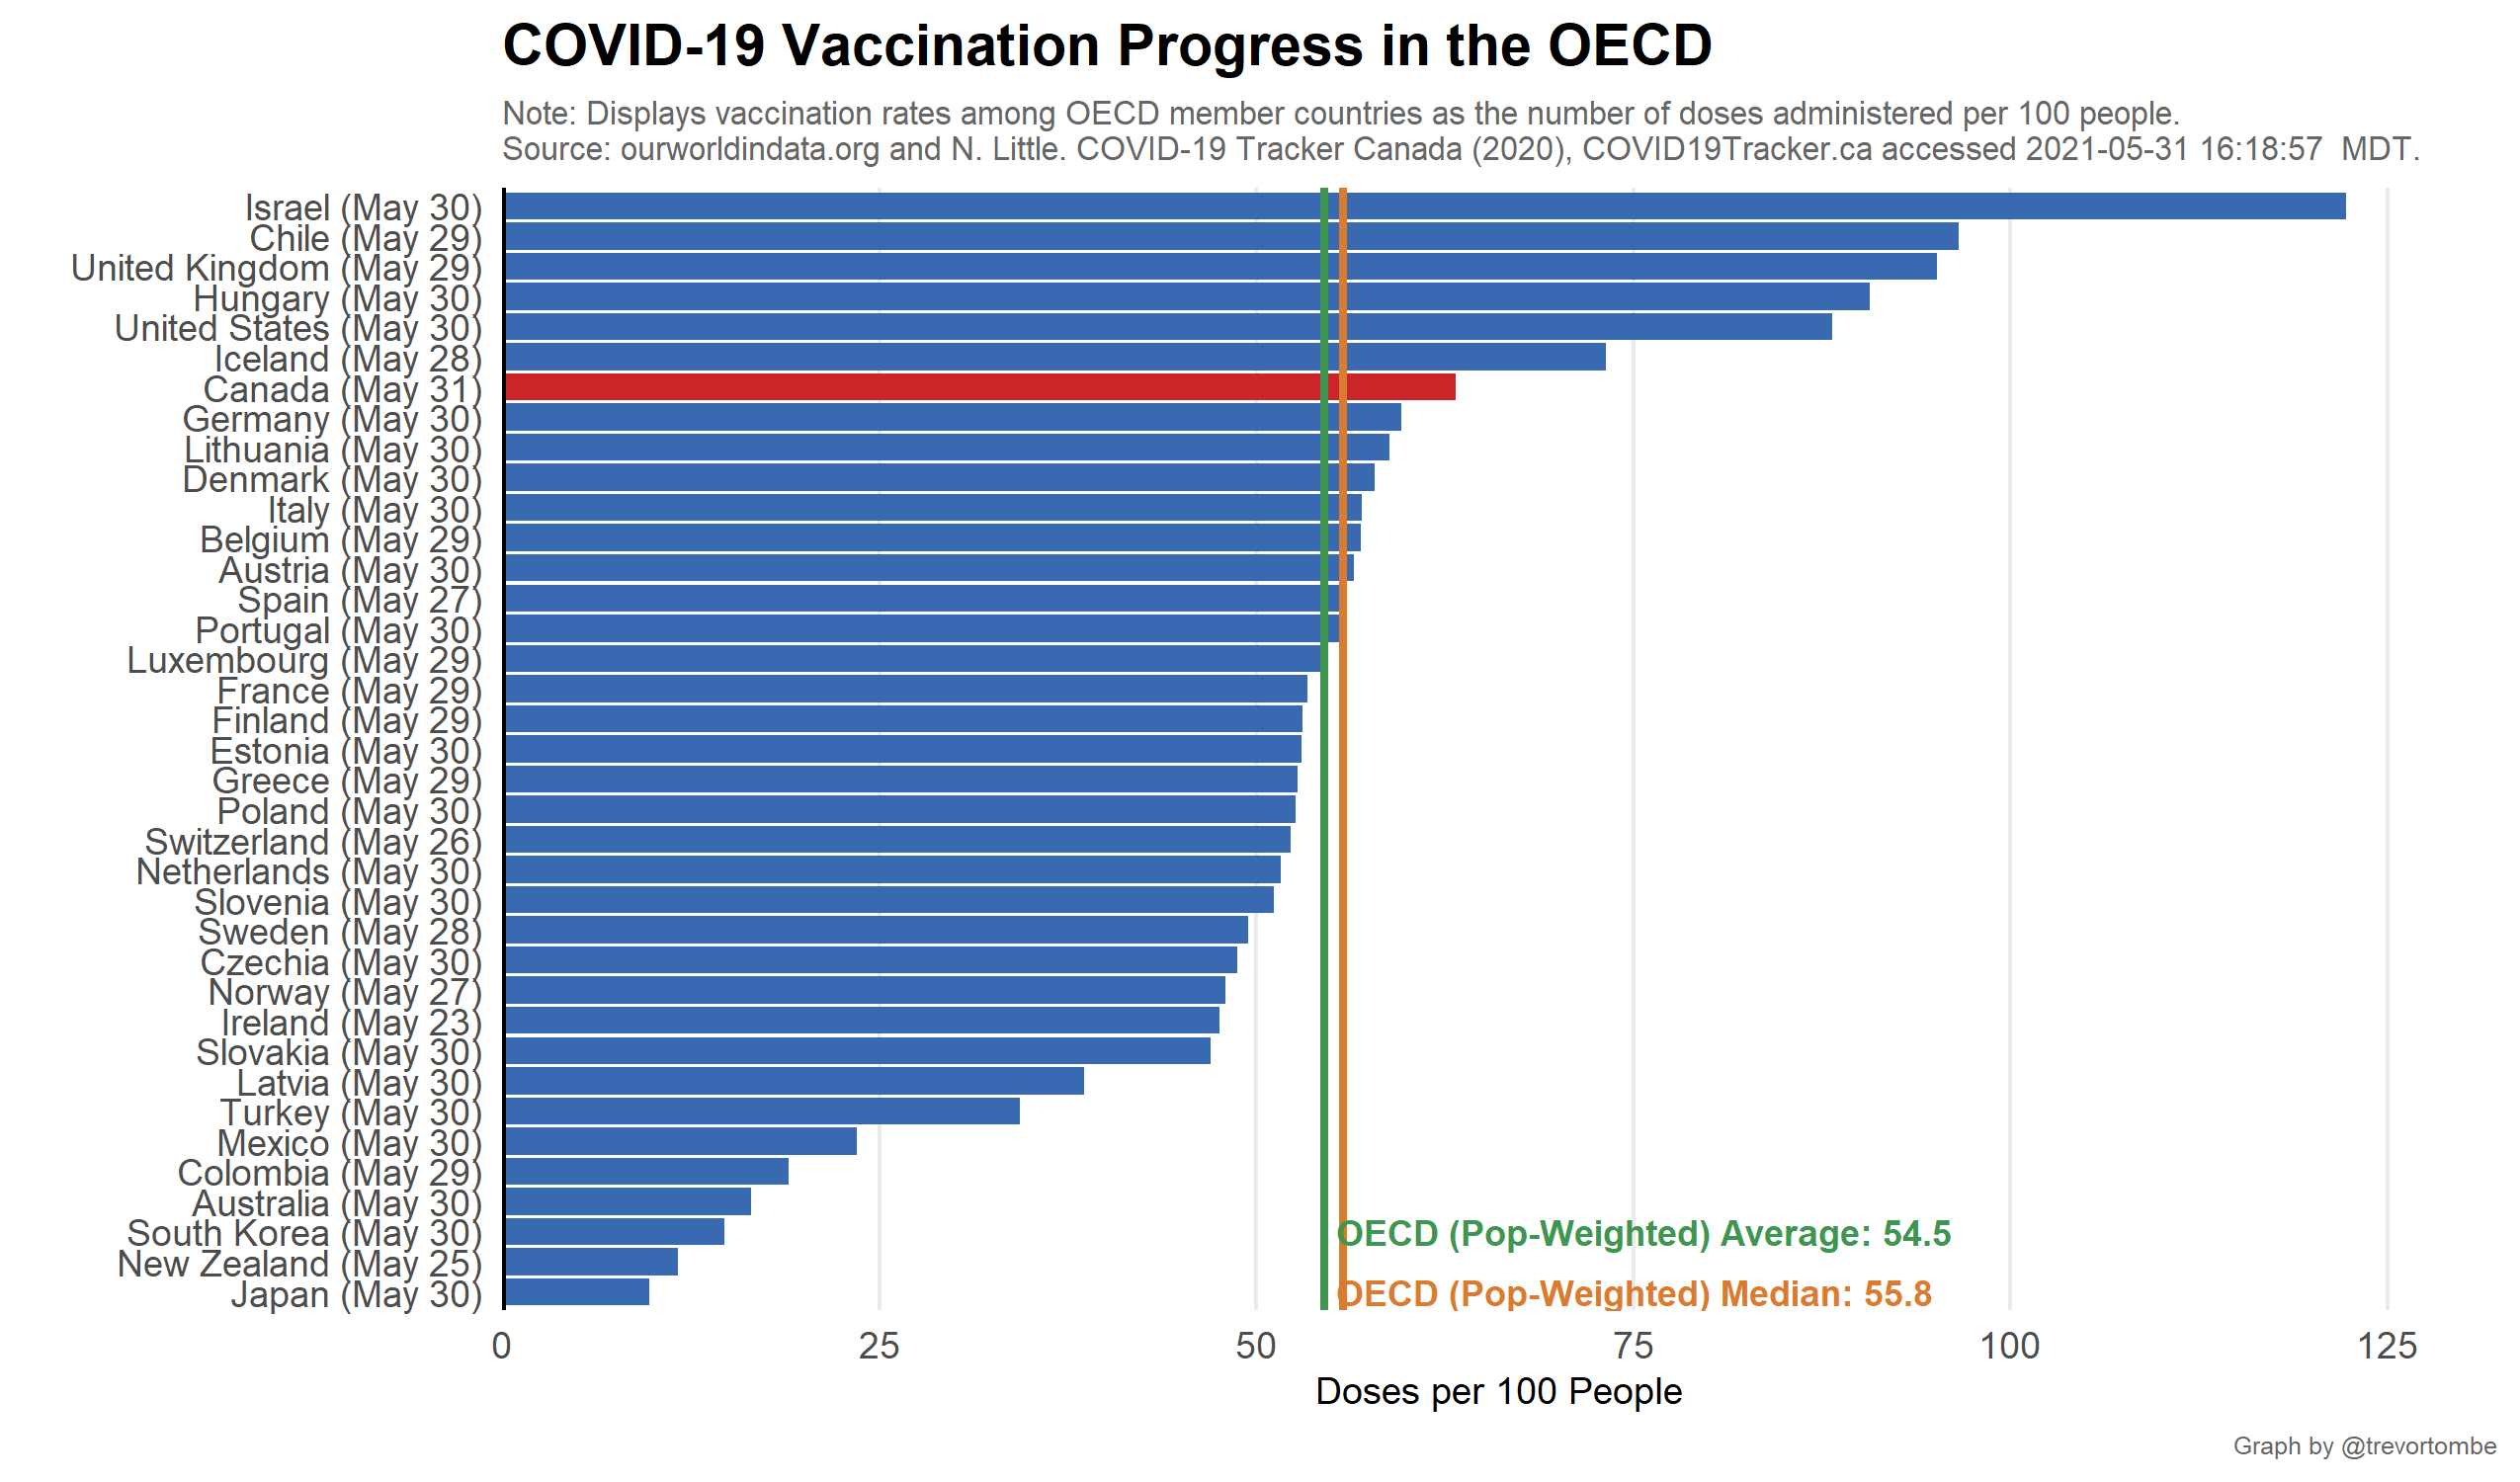 COVID-19 Vaccination Progress in the OECD
Note: Displays vaccination rates among OECD member countries as the number of doses administered per 100 people.
Source: ourworldindata.org and N. Little. COVID-19 Tracker Canada (2020), COVID19Tracker.ca accessed 2021-05-31 16:18:57  MDT.
Israel (May 30)
Chile (May 29)
United Kingdom (May 29)
Hungary (May 30)
United States (May 30)
Iceland (May 28)
Canada (May 31)
Germany (May 30)
Lithuania (May 30)
Denmark (May 30)
Italy (May 30)
Belgium (May 29)
Austria (May 30)
Spain (May 27)
Portugal (May 30)
Luxembourg (May 29)
France (May 29)
Finland (May 29)
Estonia (May 30)
Greece (May 29)
Poland (May 30)
Switzerland (May 26)
Netherlands (May 30)
Slovenia (May 30)
Sweden (May 28)
Czechia (May 30)
Norway (May 27)
Ireland (May 23)
Slovakia (May 30)
Latvia (May 30)
Turkey (May 30)
Mexico (May 30)
Colombia (May 29)
Australia (May 30)
South Korea (May 30)
OECD (Pop-Weighted) Average: 54.5
New Zealand (May 25)
Japan (May 30)
OECD (Pop-Weighted) Median: 55.8
0 25 50 75 100 125
Doses per 100 People
Graph by @trevortombe